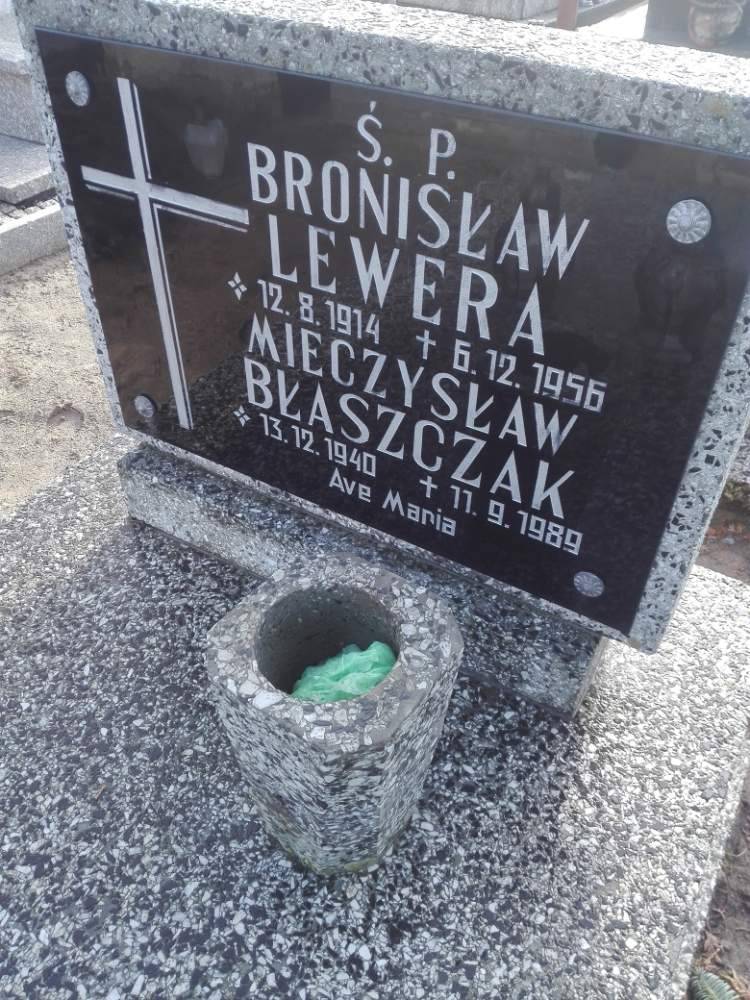 Ś. P.
BRONISŁAW
LEWERA
12. 8. 1914 6. 12. 1956
MIECZYSŁAW
BŁASZCZAK
13. 12. 1940 11. 9. 1989
Ave Maria